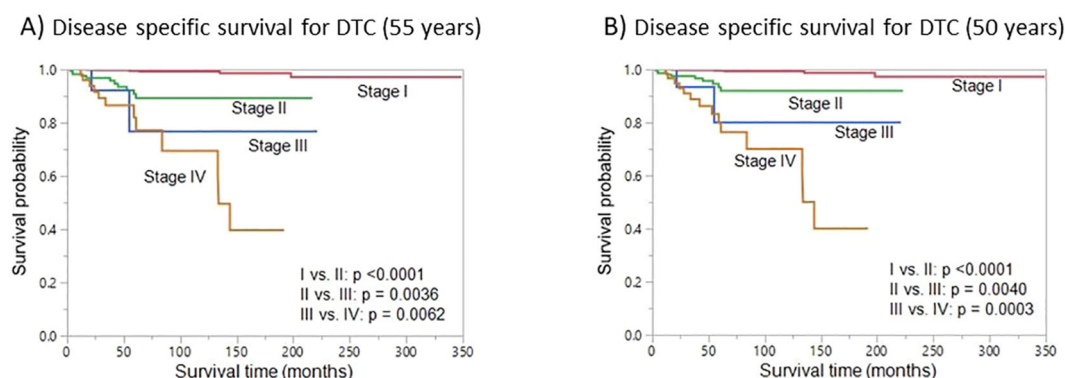 A) Disease specific survival for DTC (55 years)
Survival probability
1.0
0.8
0.6
0.4
0.2
0.0
Stage I
Stage II
Stage III
Stage IV
I vs. II: p <0.0001
II vs. III: p = 0.0036
III vs. IV: p = 0.0062
0 50 100 150 200 250 300 350
Survival time (months)
B) Disease specific survival for DTC (50 years)
Survival probability
1.0
0.8
0.6
0.4
0.2
0.0
Stage I
Stage II
Stage III
Stage IV
I vs. II: p <0.0001
II vs. III: p = 0.0040
III vs. IV: p = 0.0003
0 50 100 150 200 250 300 350
Survival time (months)